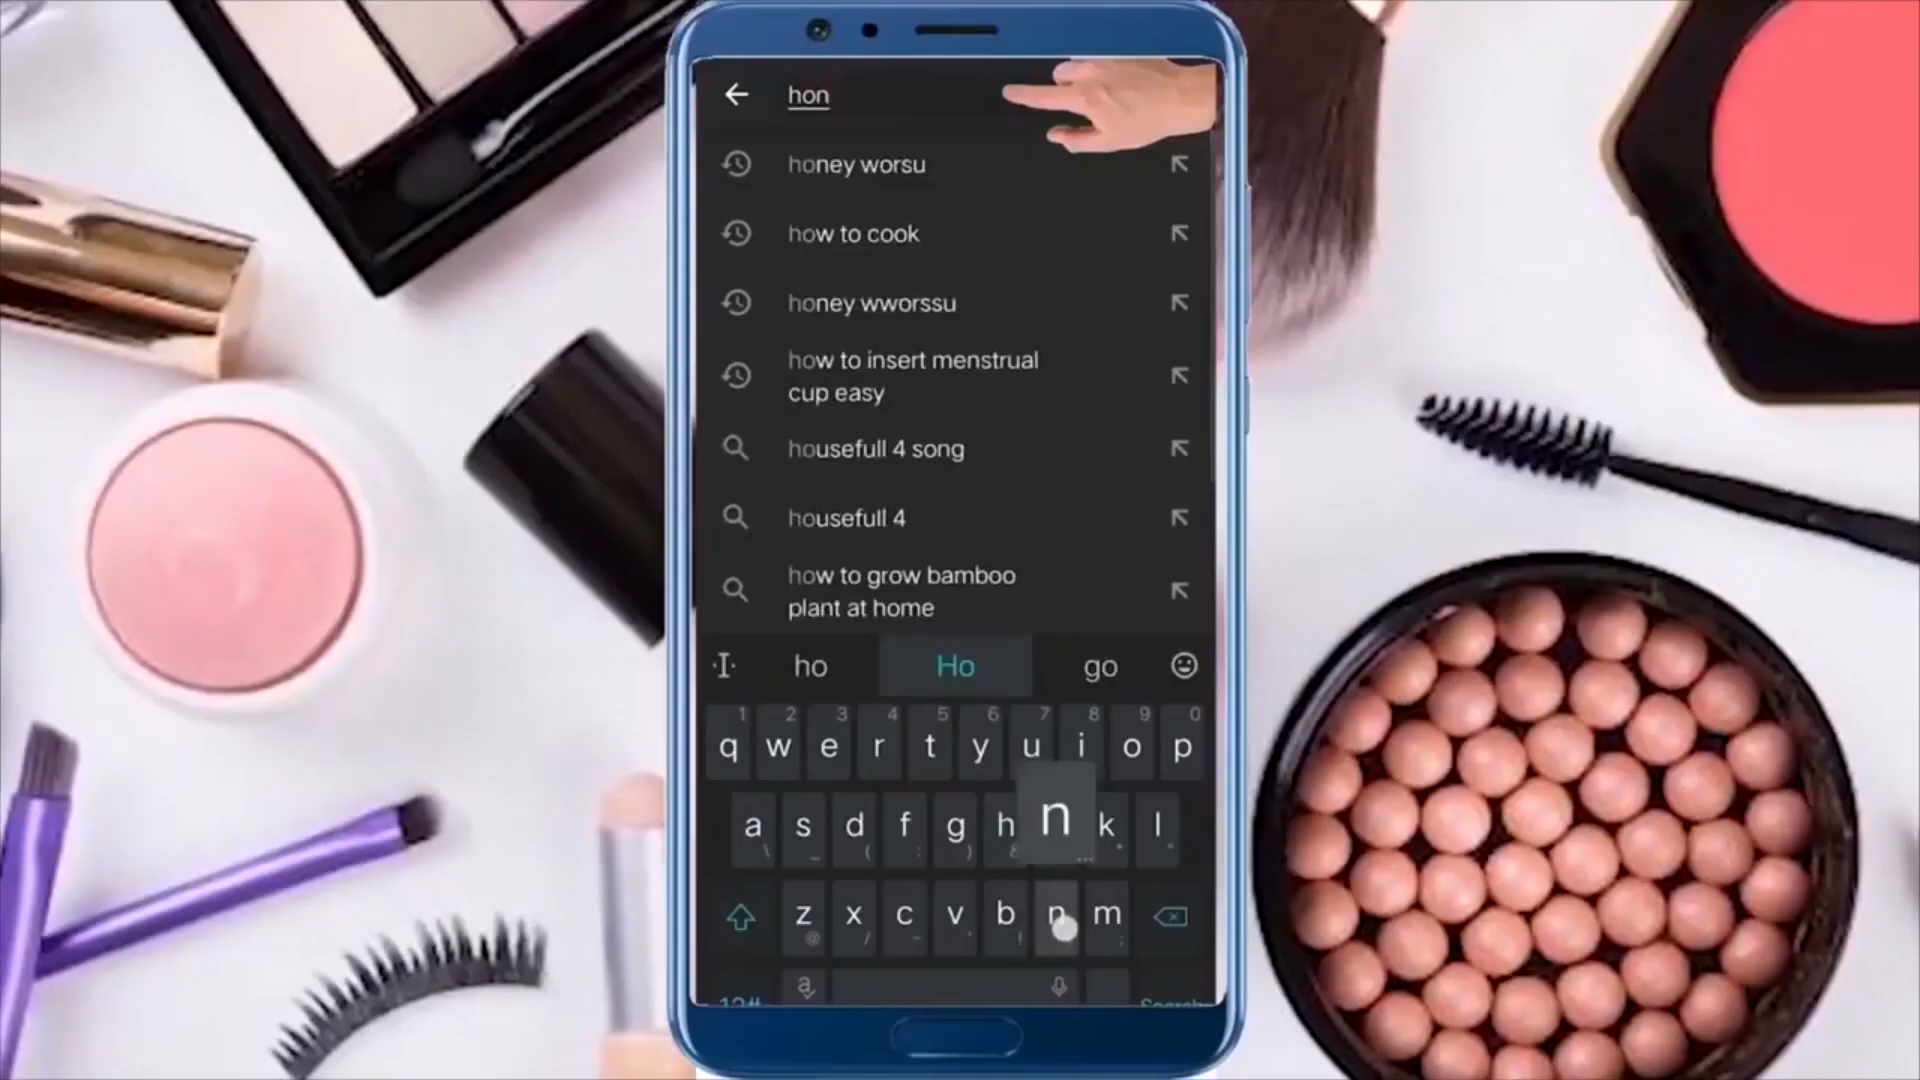 hon
honey worsu
how to cook
honey wworssu
how to insert menstrual
cup easy
housefull 4 song
housefull 4
how to grow bamboo
plant at home
ho Ho go
1 2 3 4 5 6 7 8 9 0
q w e r t y u i o p
a s d f g h n k l
z x c v b n m
12# a Search